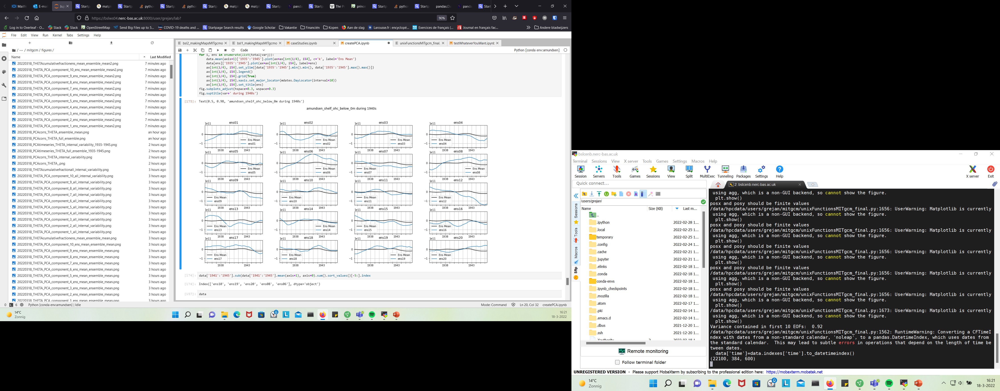 Mailfe
E-mail
Jup
Startp
matpl
Startp
pytho
Startp
pytho
Startp
matpl
matpl
Startp
panda
Startp
The P
prince
Startp
pytho
Startp
pandas.Da
panda
Start
https://bslws04.nerc-bas.ac.uk:8000/user/grejan/lab?
90%
Log in to Overleaf - O...
Slack
Slack
OpenStreetMap
Send Big Files up to 5...
COVID-19 deaths and ...
Startpage Search results
Google Scholar
Vakantie
Financiën
Kopen
Aan de slag
Larousse.fr : encyclopé...
Exercices de français (...
Journal en français fac...
Andere bladwijzers
File Edit View Run Kernel Tabs Settings Help
/ ··· / mitgcm / figures /
Name Last Modified
20220318_THETAcumulativefractionens_mean_ensemble_mean2.png 7 minutes ago
20220318_THETA_PCA_component_10_ens_mean_ensemble_mean2.png 7 minutes ago
20220318_THETA_PCA_component_9_ens_mean_ensemble_mean2.png 7 minutes ago
20220318_THETA_PCA_component_8_ens_mean_ensemble_mean2.png 7 minutes ago
20220318_THETA_PCA_component_7_ens_mean_ensemble_mean2.png 7 minutes ago
20220318_THETA_PCA_component_6_ens_mean_ensemble_mean2.png 7 minutes ago
20220318_THETA_PCA_component_5_ens_mean_ensemble_mean2.png 7 minutes ago
20220318_THETA_PCA_component_4_ens_mean_ensemble_mean2.png 7 minutes ago
20220318_THETA_PCA_component_3_ens_mean_ensemble_mean2.png 7 minutes ago
20220318_THETA_PCA_component_2_ens_mean_ensemble_mean2.png 7 minutes ago
20220318_THETA_PCA_component_1_ens_mean_ensemble_mean2.png 7 minutes ago
20220318_PCAcorrs_THETA_ensemble_mean.png an hour ago
20220318_PCAcorrs_THETA_full_ensemble.png an hour ago
20220318_PCAtimeseries_THETA_internal_variability_1935-1945.png 2 hours ago
20220318_PCAtimeseries_THETA_full_ensemble_1935-1945.png 2 hours ago
20220318_PCAcorrs_THETA_internal_variability.png 2 hours ago
20220318_PCAcorrs_THETA_.png 2 hours ago
20220318_THETAcumulativefractionall_internal_variability.png 3 hours ago
20220318_THETA_PCA_component_10_all_internal_variability.png 3 hours ago
20220318_THETA_PCA_component_9_all_internal_variability.png 3 hours ago
20220318_THETA_PCA_component_8_all_internal_variability.png 3 hours ago
20220318_THETA_PCA_component_7_all_internal_variability.png 3 hours ago
20220318_THETA_PCA_component_6_all_internal_variability.png 3 hours ago
20220318_THETA_PCA_component_5_all_internal_variability.png 3 hours ago
20220318_THETA_PCA_component_4_all_internal_variability.png 3 hours ago
20220318_THETA_PCA_component_3_all_internal_variability.png 3 hours ago
20220318_THETA_PCA_component_2_all_internal_variability.png 3 hours ago
20220318_THETA_PCA_component_1_all_internal_variability.png 3 hours ago
20220318_THETAcumulativefractionens_mean_ensemble_mean.png 3 hours ago
20220318_THETA_PCA_component_10_ens_mean_ensemble_mean.png 3 hours ago
20220318_THETA_PCA_component_9_ens_mean_ensemble_mean.png 3 hours ago
20220318_THETA_PCA_component_8_ens_mean_ensemble_mean.png 3 hours ago
20220318_THETA_PCA_component_7_ens_mean_ensemble_mean.png 3 hours ago
20220318_THETA_PCA_component_6_ens_mean_ensemble_mean.png 3 hours ago
20220318_THETA_PCA_component_5_ens_mean_ensemble_mean.png 3 hours ago
20220318_THETA_PCA_component_4_ens_mean_ensemble_mean.png 3 hours ago
20220318_THETA_PCA_component_3_ens_mean_ensemble_mean.png 3 hours ago
20220318_THETA_PCA_component_2_ens_mean_ensemble_mean.png 3 hours ago
20220318_THETA_PCA_component_1_ens_mean_ensemble_mean.png 3 hours ago
bsl2_makingMapsMITgcmo
bsl1_makingMapsMITgcmo
caseStudies.ipynb
createPCA.ipynb
unixFunctionsMITgcm_final.
testWhateverYouWant.ipynb
Code
Python [conda env:amundsen]
for i, ens in enumerate(list(total[var])):
data.mean(axis=1)['1935':'1945'].plot(ax=ax[int(i/4), i%4], c='k', label='Ens Mean')
data[ens]['1935':'1945'].plot(ax=ax[int(i/4), i%4], label=ens)
ax[int(i/4), i%4].set_ylim([data['1935':'1945'].min().min(), data['1935':'1945'].max().max()])
ax[int(i/4), i%4].legend()
ax[int(i/4), i%4].grid(True)
ax[int(i/4), i%4].xaxis.set_major_locator(mdates.DayLocator(interval=10))
ax[int(i/4), i%4].set_title(ens)
fig.subplots_adjust(hspace=0.3, wspace=0.3)
fig.suptitle(var+' during 1940s')
[175]: Text(0.5, 0.98, 'amundsen_shelf_ohc_below_0m during 1940s')
amundsen_shelf_ohc_below_0m during 1940s
1e11 ens01 1e11 ens02 1e11 ens03 1e11 ens04
0 0 0 0
Ens Mean Ens Mean Ens Mean Ens Mean
−1 ens01 −1 ens02 −1 ens03 −1 ens04
1938 1943 1938 1943 1938 1943 1938 1943
1e11 ens05 1e11 ens06 1e11 ens07 1e11 ens08
0 0 0 0
Ens Mean Ens Mean Ens Mean Ens Mean
−1 ens05 −1 ens06 −1 ens07 −1 ens08
1938 1943 1938 1943 1938 1943 1938 1943
1e11 ens09 1e11 ens10 1e11 ens11 1e11 ens12
0 0 0 0
Ens Mean Ens Mean Ens Mean Ens Mean
−1 ens09 −1 ens10 −1 ens11 −1 ens12
1938 1943 1938 1943 1938 1943 1938 1943
1e11 ens13 1e11 ens14 1e11 ens15 1e11 ens16
0 0 0 0
Ens Mean Ens Mean Ens Mean Ens Mean
−1 ens13 −1 ens14 −1 ens15 −1 ens16
1938 1943 1938 1943 1938 1943 1938 1943
1e11 ens17 1e11 ens18 1e11 ens19 1e11 ens20
0 0 0 0
Ens Mean Ens Mean Ens Mean Ens Mean
−1 ens17 −1 ens18 −1 ens19 −1 ens20
1938 1943 1938 1943 1938 1943 1938 1943
[174]: data['1941':'1945'].sub(data['1941':'1945'].mean(axis=1), axis=0).sum().sort_values()[-5:].index
[174]: Index(['ens10', 'ens19', 'ens20', 'ens08', 'ens06'], dtype='object')
[157]: data
0 6 Python [conda env:amundsen] | Idle
Mode: Command Ln 20, Col 32 createPCA.ipynb
14°C
Zonnig
16:21
18-3-2022
bslcenb.nerc-bas.ac.uk
Terminal Sessions View X server Tools Games Settings Macros Help
Session Servers Tools Games Sessions View Split MultiExec Tunneling Packages Settings Help X server Exit
Quick connect...
2. bslcenb.nerc-bas.ac.uk
Sessions
Tools
Macros
Sftp
/users/grejan/
Name Size (KB) Last m...
..
.ipython 2022-02-28 1...
.local 2022-02-25 1...
temporary 2022-02-25 1...
.config 2022-02-24 1...
.cache 2022-02-21 1...
.jupyter 2022-02-21 1...
.elinks 2022-02-18 1...
.conda 2022-02-18 1...
conda-envs 2022-02-18 1...
.ipynb_checkpoints 2022-02-18 1...
.mozilla 2022-02-18 1...
.atom 2022-02-17 1...
.pki 2022-02-14 1...
.emacs.d 2022-02-14 1...
.dbus 2021-12-20 1...
.ssh 2021-12-20 1...
.Xauthority 2 2022-03-18 1...
Remote monitoring
Follow terminal folder
using agg, which is a non-GUI backend, so cannot show the figure.
plt.show()
posx and posy should be finite values
/data/hpcdata/users/grejan/mitgcm/unixFunctionsMITgcm_final.py:1656: UserWarning: Matplotlib is currently
using agg, which is a non-GUI backend, so cannot show the figure.
plt.show()
posx and posy should be finite values
/data/hpcdata/users/grejan/mitgcm/unixFunctionsMITgcm_final.py:1656: UserWarning: Matplotlib is currently
using agg, which is a non-GUI backend, so cannot show the figure.
plt.show()
posx and posy should be finite values
/data/hpcdata/users/grejan/mitgcm/unixFunctionsMITgcm_final.py:1656: UserWarning: Matplotlib is currently
using agg, which is a non-GUI backend, so cannot show the figure.
plt.show()
posx and posy should be finite values
/data/hpcdata/users/grejan/mitgcm/unixFunctionsMITgcm_final.py:1656: UserWarning: Matplotlib is currently
using agg, which is a non-GUI backend, so cannot show the figure.
plt.show()
posx and posy should be finite values
/data/hpcdata/users/grejan/mitgcm/unixFunctionsMITgcm_final.py:1656: UserWarning: Matplotlib is currently
using agg, which is a non-GUI backend, so cannot show the figure.
plt.show()
/data/hpcdata/users/grejan/mitgcm/unixFunctionsMITgcm_final.py:1673: UserWarning: Matplotlib is currently
using agg, which is a non-GUI backend, so cannot show the figure.
plt.show()
Variance contained in first 10 EOFs:  0.92
/data/hpcdata/users/grejan/mitgcm/unixFunctionsMITgcm_final.py:1562: RuntimeWarning: Converting a CFTimeI
ndex with dates from a non-standard calendar, 'noleap', to a pandas.DatetimeIndex, which uses dates from
the standard calendar.  This may lead to subtle errors in operations that depend on the length of time be
tween dates.
data['time']=data.indexes['time'].to_datetimeindex()
(22100, 384, 600)
UNREGISTERED VERSION - Please support MobaXterm by subscribing to the professional edition here: https://mobaxterm.mobatek.net
14°C
Zonnig
16:21
18-3-2022